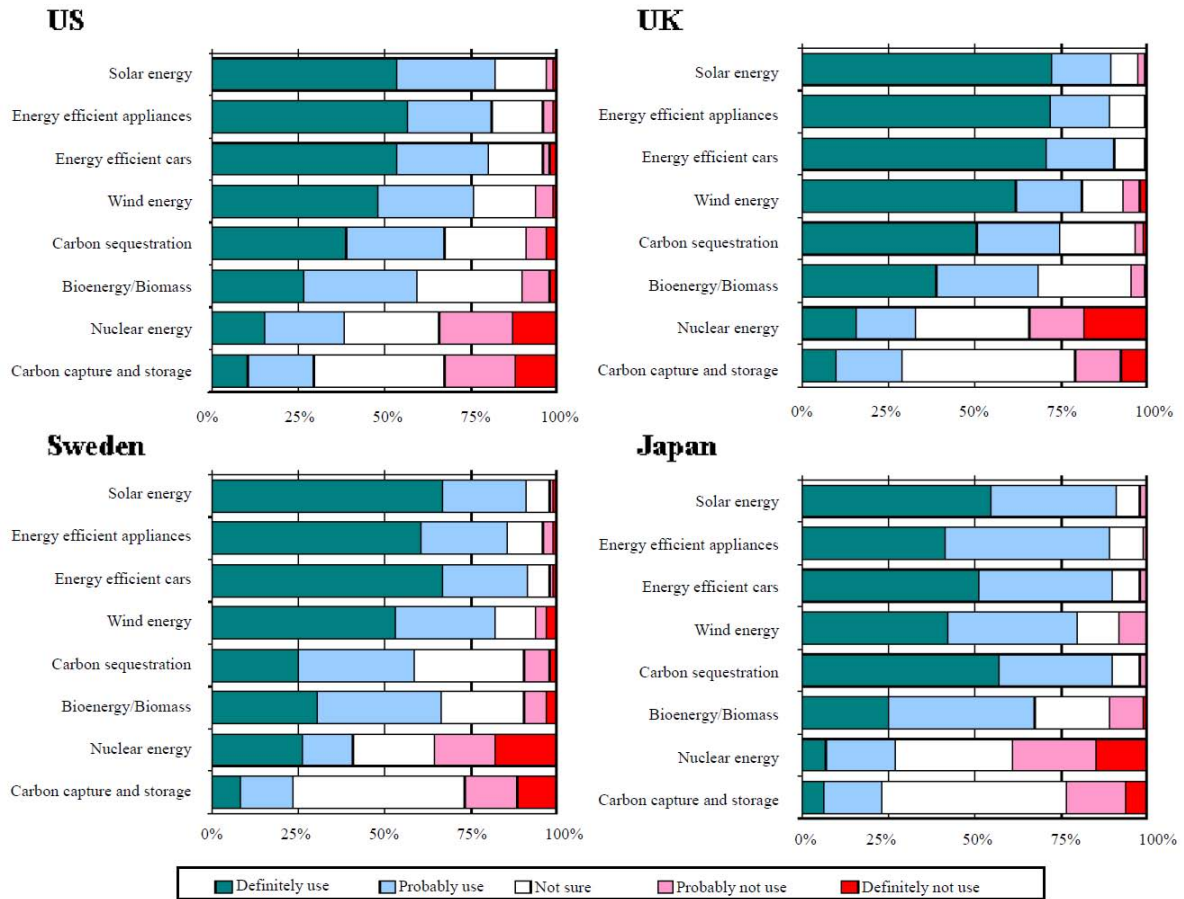 US
Solar energy
Energy efficient appliances
Energy efficient cars
Wind energy
Carbon sequestration
Bioenergy/Biomass
Nuclear energy
Carbon capture and storage
0% 25% 50% 75% 100%
UK
Solar energy
Energy efficient appliances
Energy efficient cars
Wind energy
Carbon sequestration
Bioenergy/Biomass
Nuclear energy
Carbon capture and storage
0% 25% 50% 75% 100%
Sweden
Solar energy
Energy efficient appliances
Energy efficient cars
Wind energy
Carbon sequestration
Bioenergy/Biomass
Nuclear energy
Carbon capture and storage
0% 25% 50% 75% 100%
Japan
Solar energy
Energy efficient appliances
Energy efficient cars
Wind energy
Carbon sequestration
Bioenergy/Biomass
Nuclear energy
Carbon capture and storage
0% 25% 50% 75% 100%
Definitely use Probably use Not sure Probably not use Definitely not use